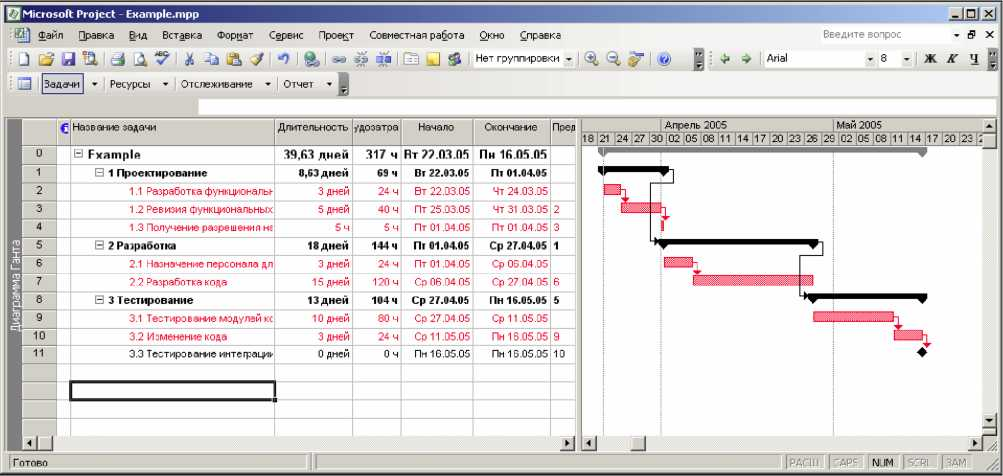 Microsoft Project - Example.mpp
Файл Правка Вид Вставка Формат Сервис Проект Совместная работа Окно Справка Введите вопрос
Нет группировки Arial 8 Ж К Ч
Задачи Ресурсы Отслеживание Отчет
Название задачи Длительность удозатра Начало Окончание Пред
Апрель 2005 Май 2005
18 21 24 27 30 02 05 08 11 14 17 20 23 26 29 02 05 08 11 14 17 20 23
0 Example 39,63 дней 317 ч Вт 22.03.05 Пн 16.05.05
1 1 Проектирование 8,63 дней 69 ч Вт 22.03.05 Пт 01.04.05
2 1.1 Разработка функциональн 3 дней 24 ч Вт 22.03.05 Чт 24.03.05
3 1.2 Ревизия функциональных 5 дней 40 ч Пт 25.03.05 Чт 31.03.05 2
4 1.3 Получение разрешения на 5 ч 5 ч Пт 01.04.05 Пт 01.04.05 3
5 2 Разработка 18 дней 144 ч Пт 01.04.05 Ср 27.04.05 1
6 2.1 Назначение персонала дл 3 дней 24 ч Пт 01.04.05 Ср 06.04.05
7 2.2 Разработка кода 15 дней 120 ч Ср 06.04.05 Ср 27.04.05 6
8 3 Тестирование 13 дней 104 ч Ср 27.04.05 Пн 16.05.05 5
9 3.1 Тестирование модулей кс 10 дней 80 ч Ср 27.04.05 Ср 11.05.05
10 3.2 Изменение кода 3 дней 24 ч Ср 11.05.05 Пн 16.05.05 9
11 3.3 Тестирование интеграции 0 дней 0 ч Пн 16.05.05 Пн 16.05.05 10
Диаграмма Ганта
Готово РАСШ CAPS NUM SCRL ЗАМ